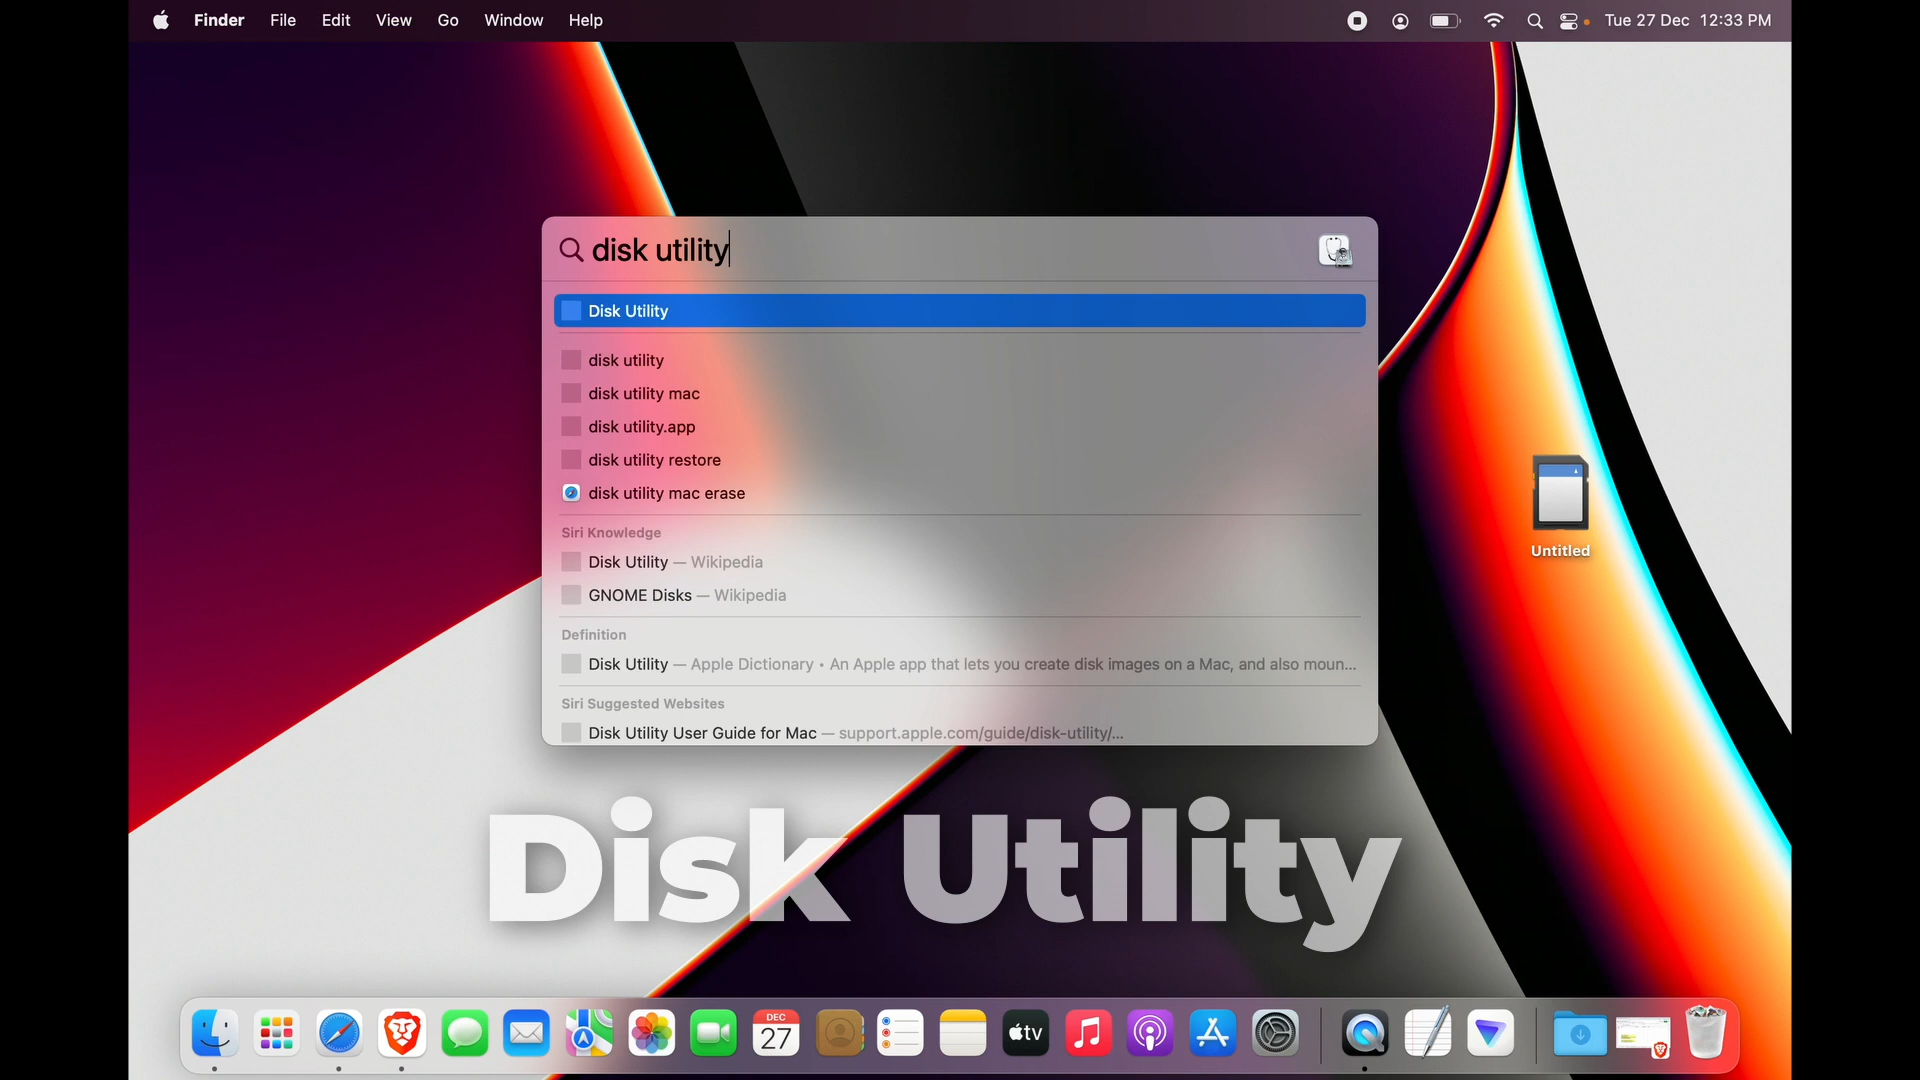 Finder File Edit View Go Window Help Tue 27 Dec 12:33 PM
disk utility
Disk Utility
disk utility
disk utility mac
disk utility.app
disk utility restore
disk utility mac erase
Siri Knowledge
Disk Utility — Wikipedia
GNOME Disks — Wikipedia
Definition
Disk Utility — Apple Dictionary • An Apple app that lets you create disk images on a Mac, and also moun...
Siri Suggested Websites
Disk Utility User Guide for Mac — support.apple.com/guide/disk-utility/...
Untitled
Disk Utility
DEC
27
tv